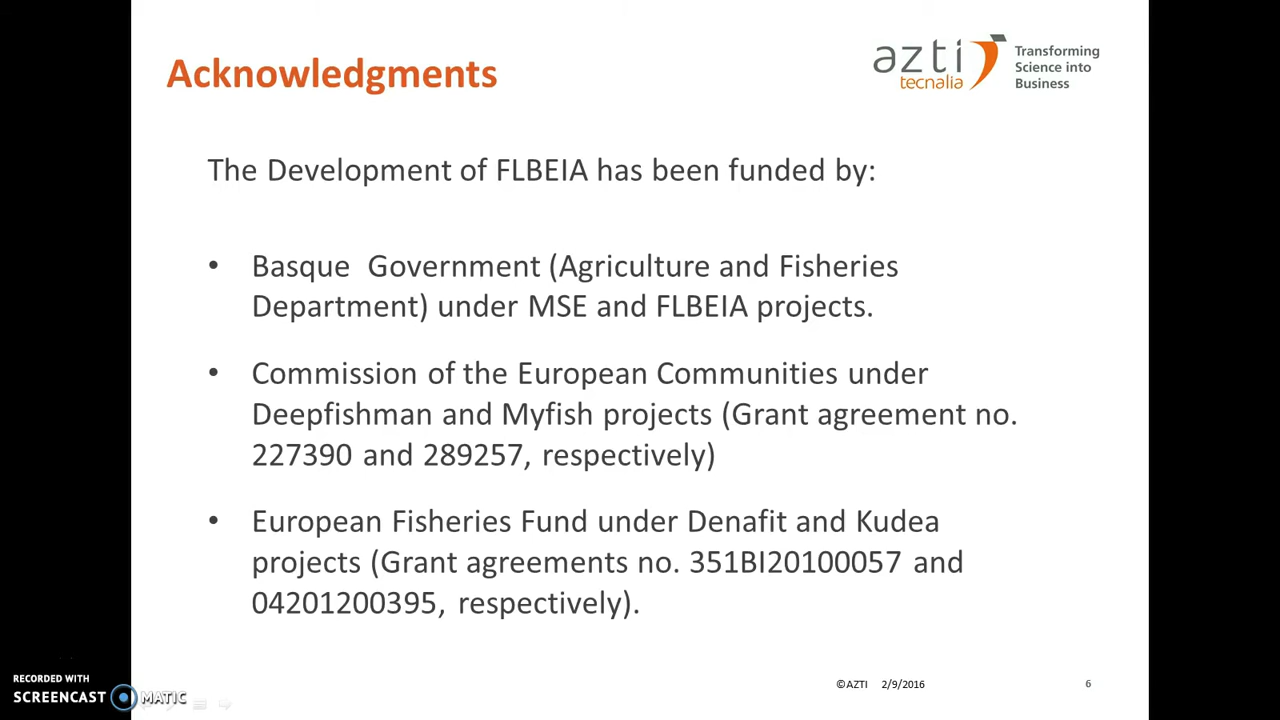 Acknowledgments
azti
tecnalia
Transforming
Science into
Business
The Development of FLBEIA has been funded by:
• Basque Government (Agriculture and Fisheries
Department) under MSE and FLBEIA projects.
• Commission of the European Communities under
Deepfishman and Myfish projects (Grant agreement no.
227390 and 289257, respectively)
• European Fisheries Fund under Denafit and Kudea
projects (Grant agreements no. 351BI20100057 and
04201200395, respectively).
©AZTI 2/9/2016 6
RECORDED WITH
SCREENCAST MATIC